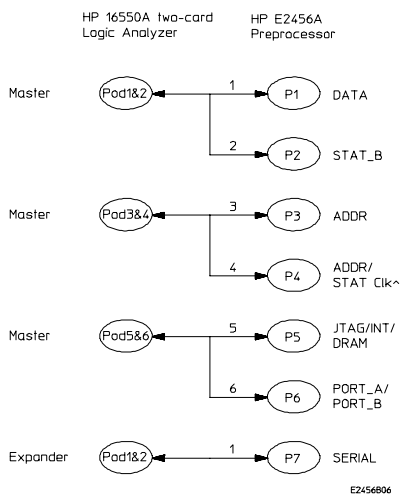 HP 16550A two-card HP E2456A
Logic Analyzer Preprocessor
Master Pod1&2 1 P1 DATA
2 P2 STAT_B
Master Pod3&4 3 P3 ADDR
4 P4 ADDR/
STAT Clk^
Master Pod5&6 5 P5 JTAG/INT/
DRAM
6 P6 PORT_A/
PORT_B
Expander Pod1&2 1 P7 SERIAL
E2456B06